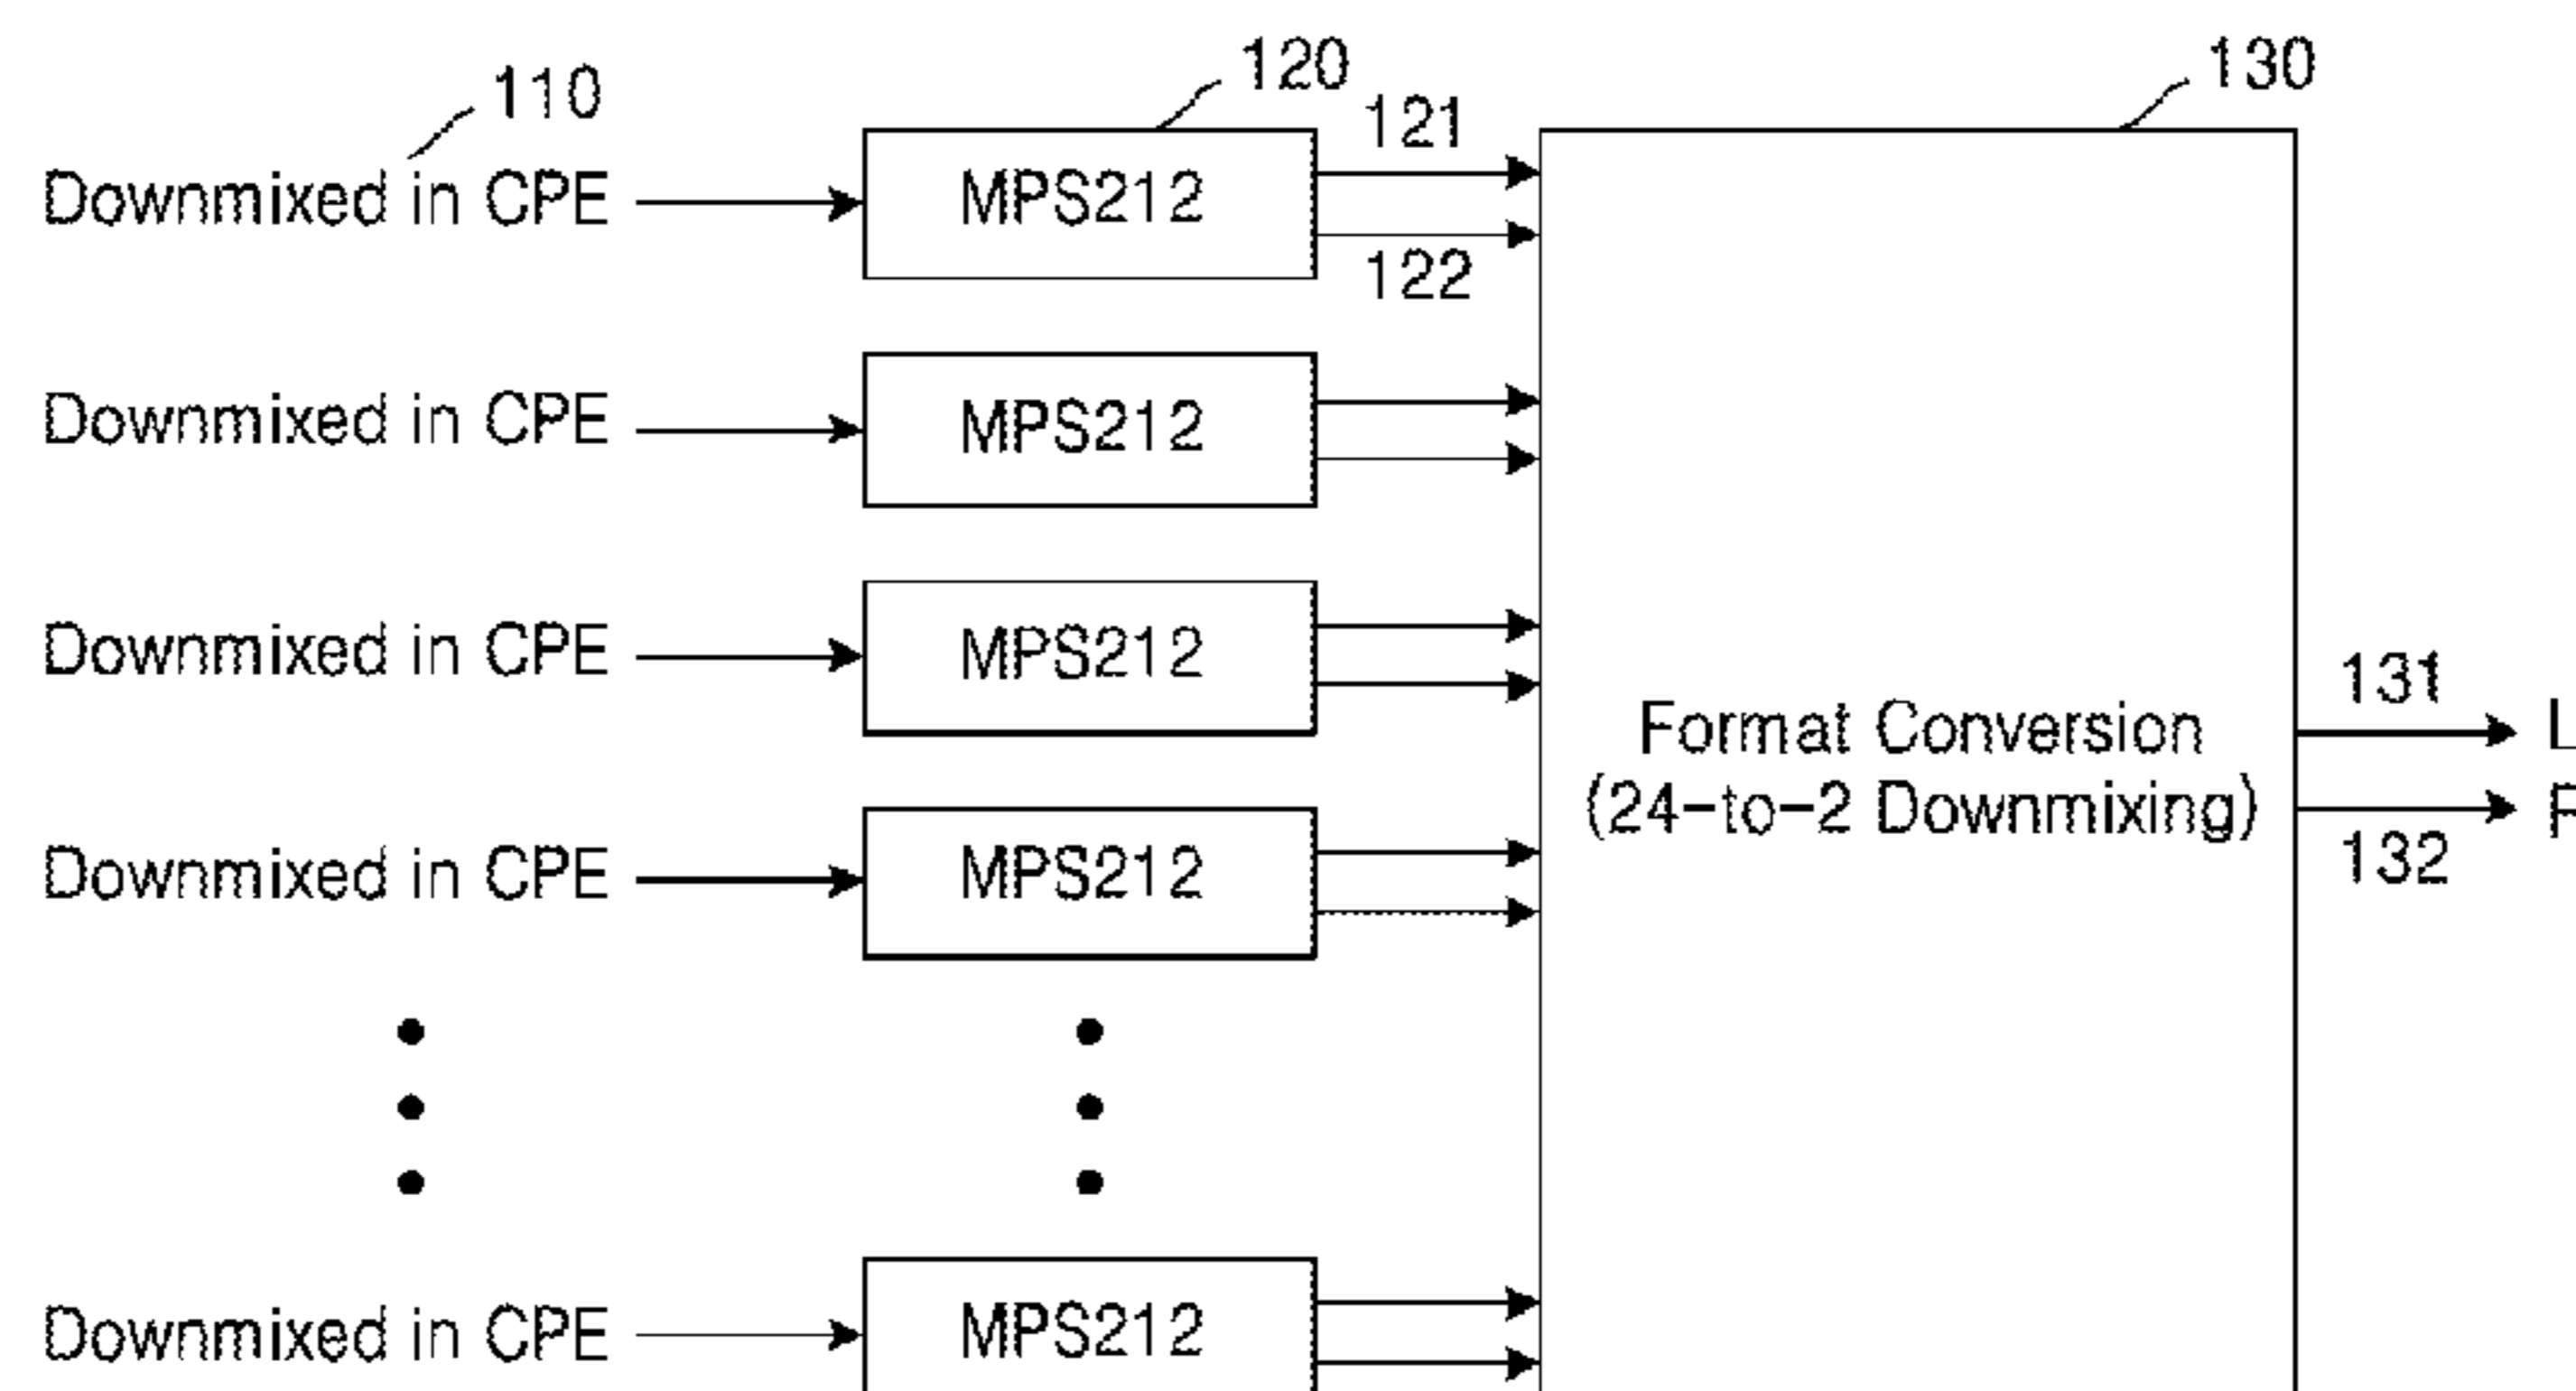 110
120
121
130
Downmixed in CPE
MPS212
122
Downmixed in CPE
MPS212
Downmixed in CPE
MPS212
131
L
Format Conversion
(24-to-2 Downmixing)
132
Downmixed in CPE
MPS212
Downmixed in CPE
MPS212